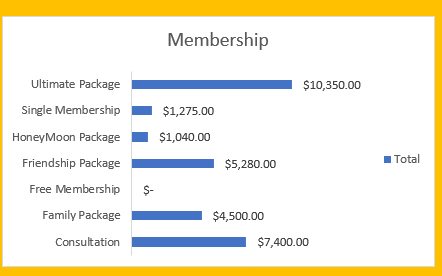 Membership
Ultimate Package $10,350.00
Single Membership $1,275.00
HoneyMoon Package $1,040.00
Friendship Package $5,280.00
Total
Free Membership $-
Family Package $4,500.00
Consultation $7,400.00